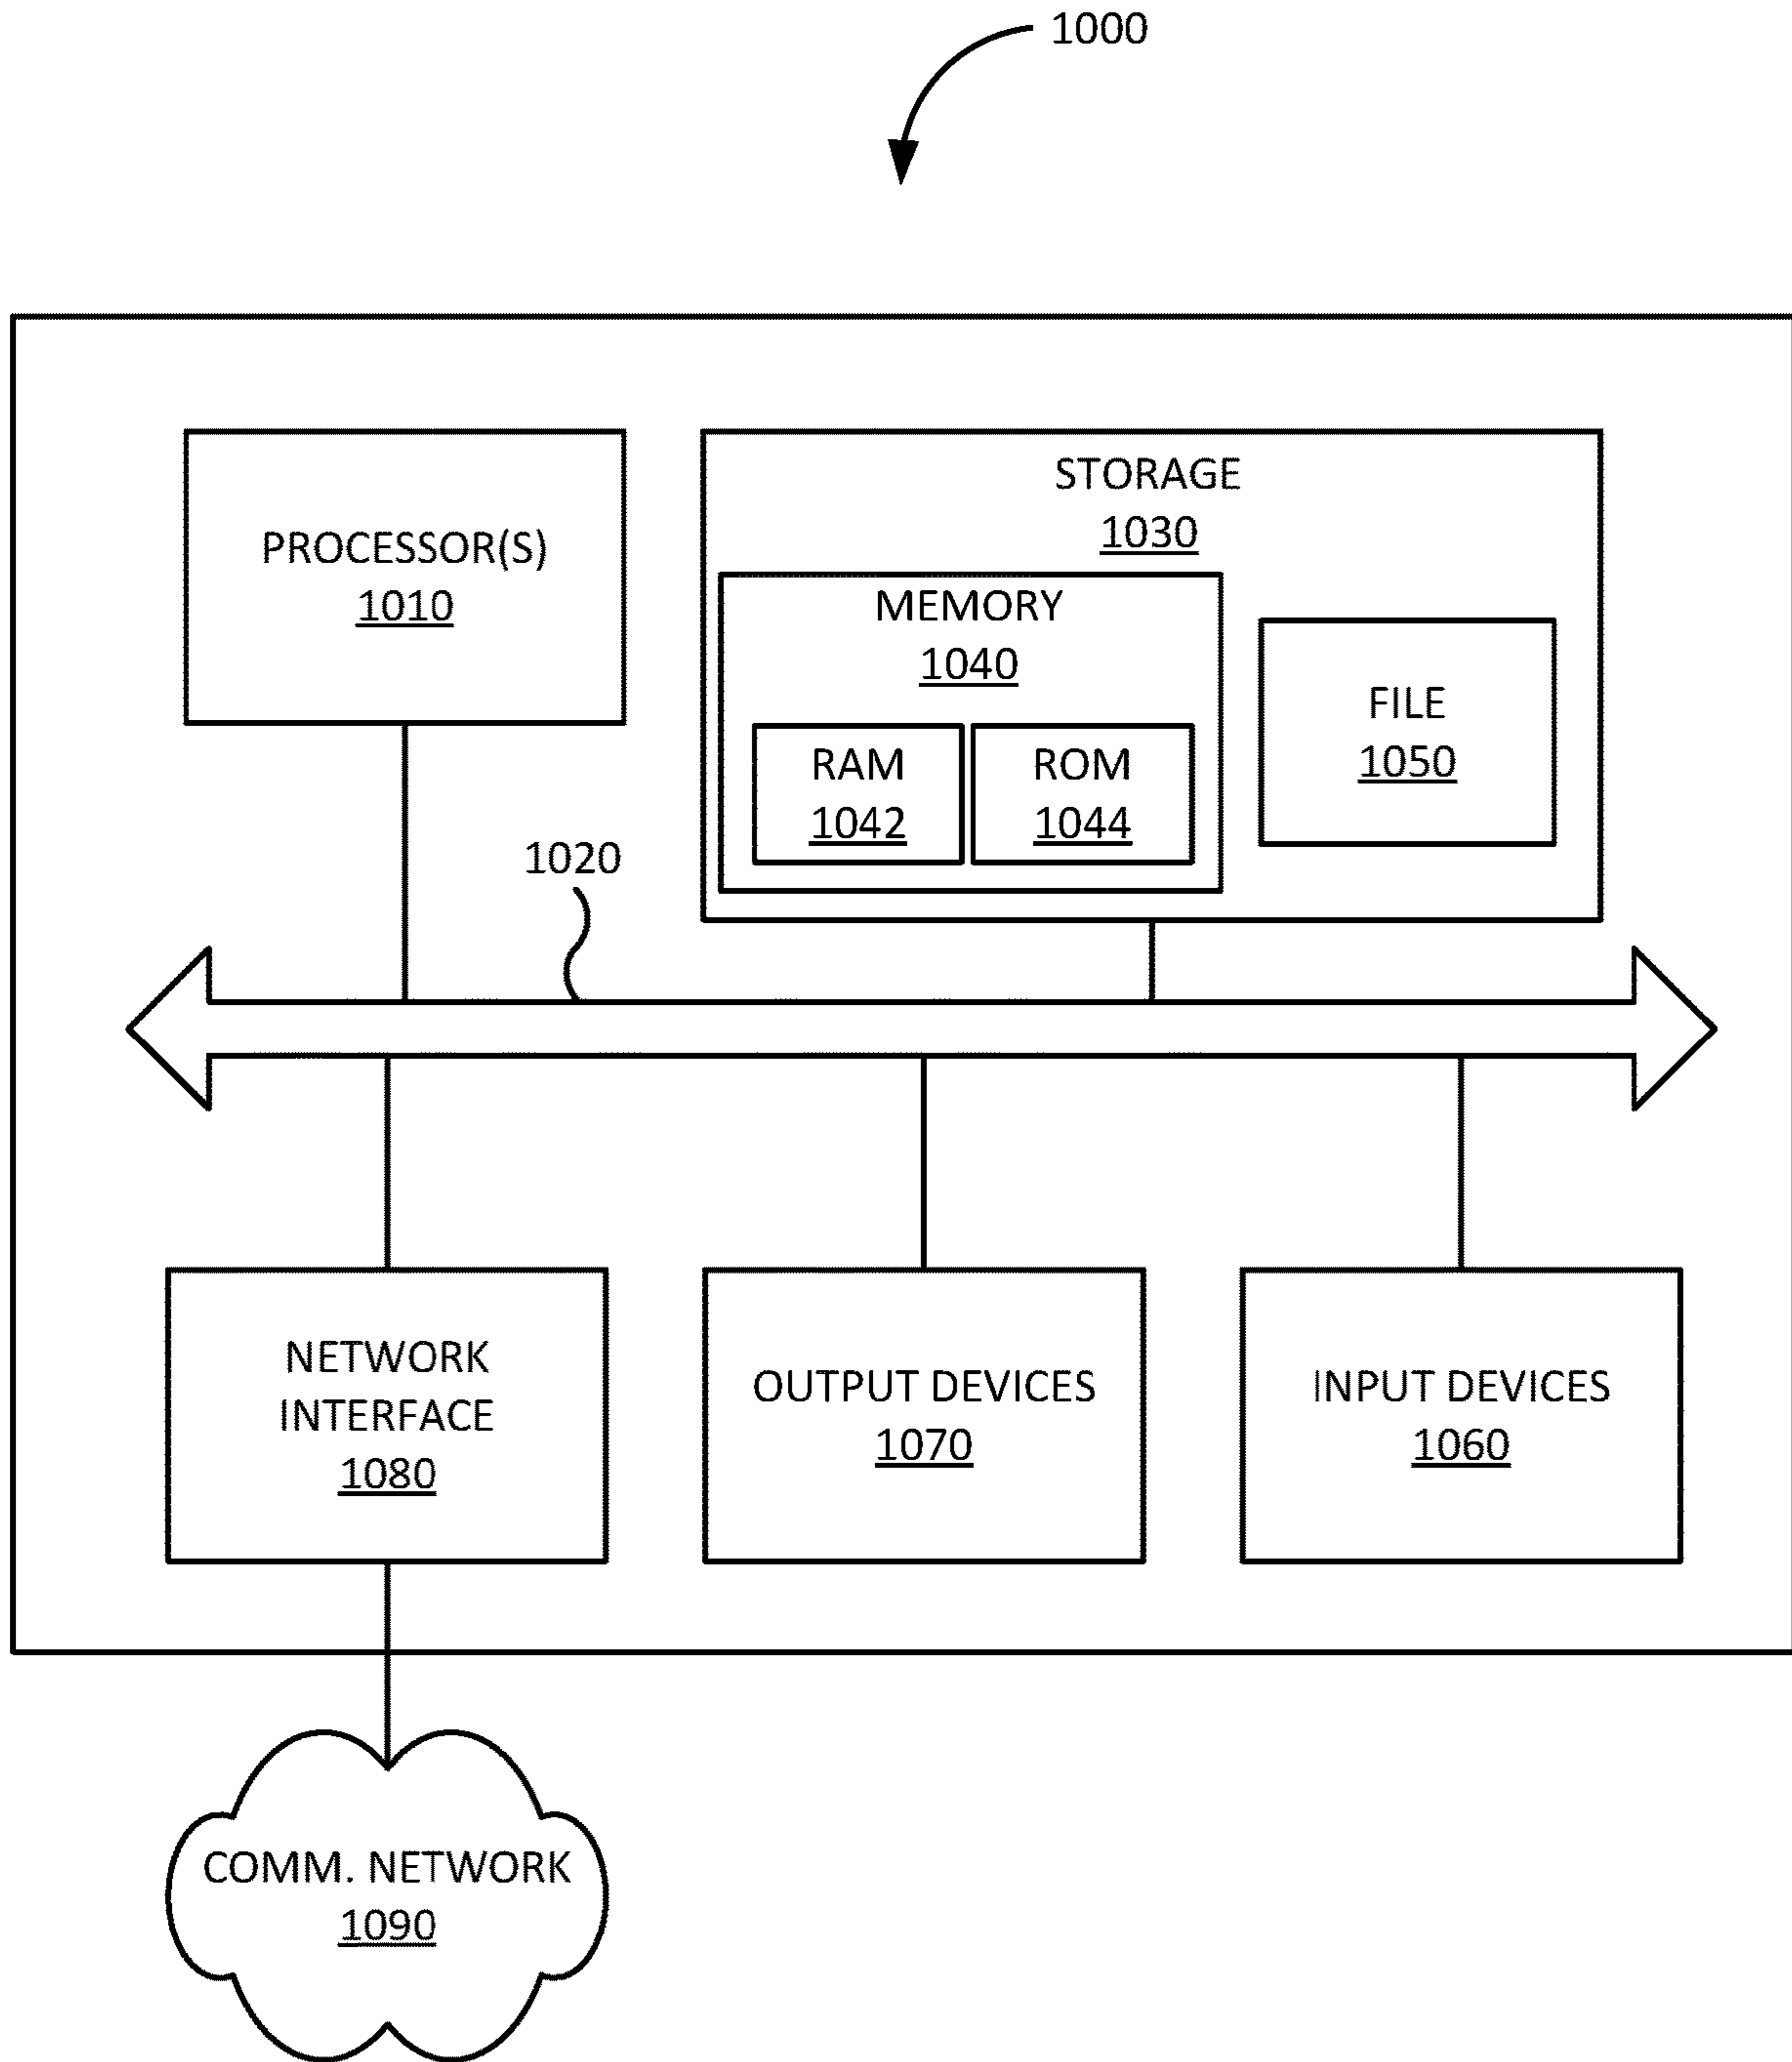 1000
PROCESSOR(S)
1010
STORAGE
1030
MEMORY
1040
RAM
1042
ROM
1044
FILE
1050
1020
NETWORK
INTERFACE
1080
OUTPUT DEVICES
1070
INPUT DEVICES
1060
COMM. NETWORK
1090